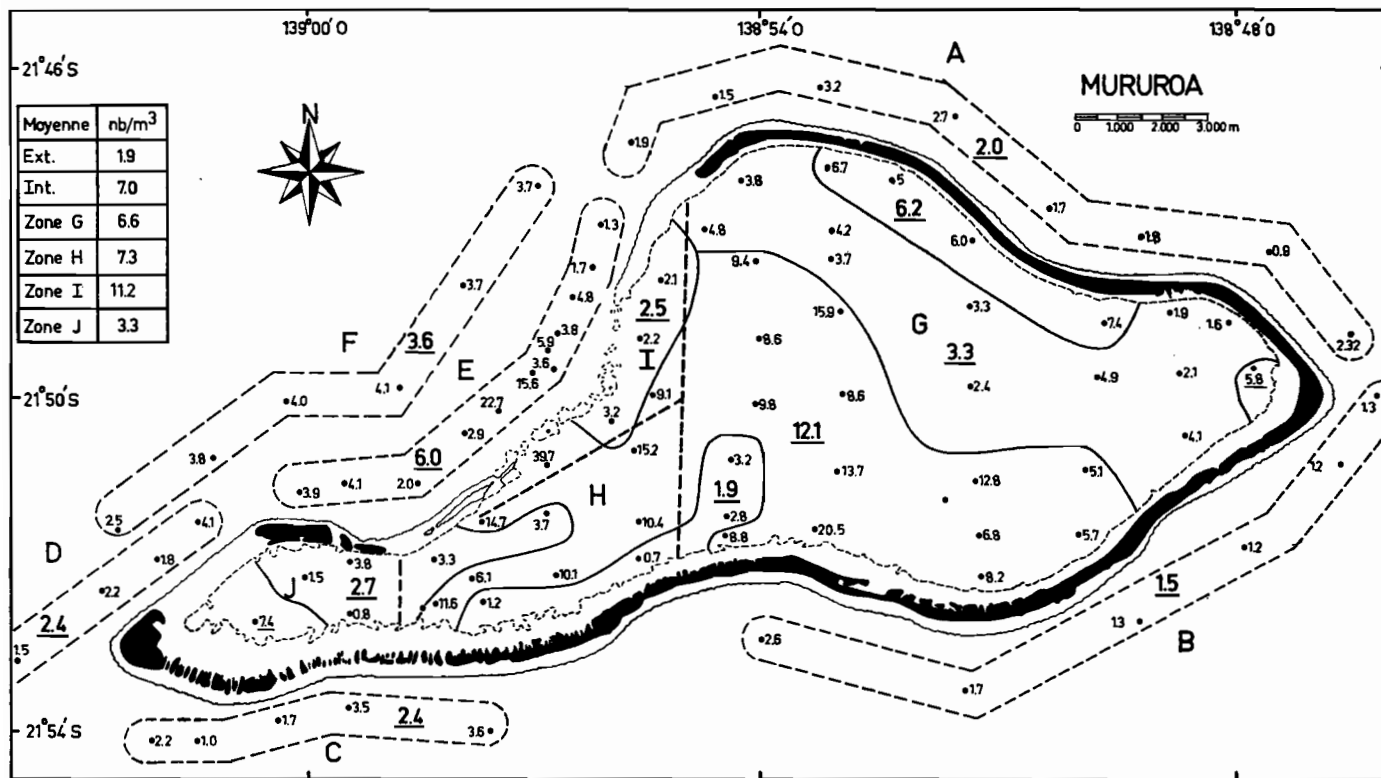 139°00'O 138°54'O 138°48'O
21°46'S
A
MURUROA
0 1.000 2.000 3.000 m
Moyenne nb/m³
Ext. 1.9
Int. 7.0
Zone G 6.6
Zone H 7.3
Zone I 11.2
Zone J 3.3
N
1.5 3.2
2.7
1.9
2.0
6.7
3.7 3.8 5
6.2
1.7
1.3 4.8 4.2 6.0 1.8 0.8
9.4 3.7
1.7
3.7 2.1
4.8 2.5 15.9 G 3.3 1.9
7.4 1.6
F 3.6 3.8 2.2 8.6 3.3 2.32
5.9 I
E 3.6
15.6
4.1 2.4 4.9 2.1 5.8
21°50'S
4.0 9.1 9.8 8.6 1.3
22.7
3.2
2.9 12.1 4.1
3.8 6.0 39.7 15.2 3.2 13.7 5.1 1.2
3.9 4.1 2.0 H 1.9 12.8
2.5 4.1 14.7 3.7 10.4 2.8 20.5
8.8 6.8 5.7
D 1.8 3.8 3.3 0.7 1.2
2.2 1.5 2.7 6.1 10.1 8.2 1.5
J
2.4 7.4 0.8 11.6 1.2 1.3
1.5 2.6 B
1.7
3.5
1.7 2.4
21°54'S
2.2 1.0 3.6
C